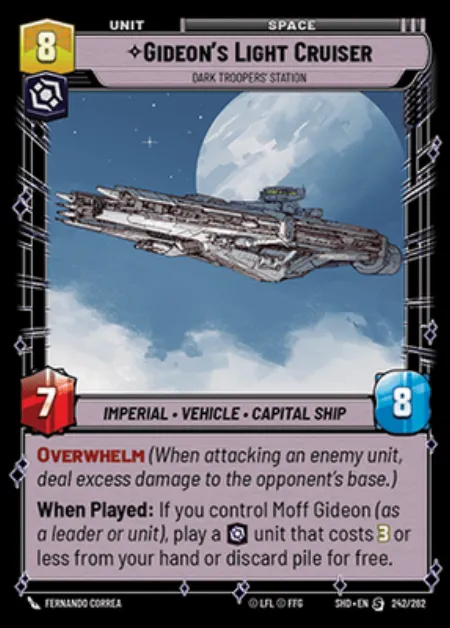 UNIT
SPACE
8
GIDEON'S LIGHT CRUISER
DARK TROOPERS' STATION
7
8
IMPERIAL • VEHICLE • CAPITAL SHIP
OVERWHELM (When attacking an enemy unit,
deal excess damage to the opponent's base.)
When Played: If you control Moff Gideon (as
a leader or unit), play a unit that costs 3 or
less from your hand or discard pile for free.
FERNANDO CORREA
© LFL © FFG
SHD • EN
242/262